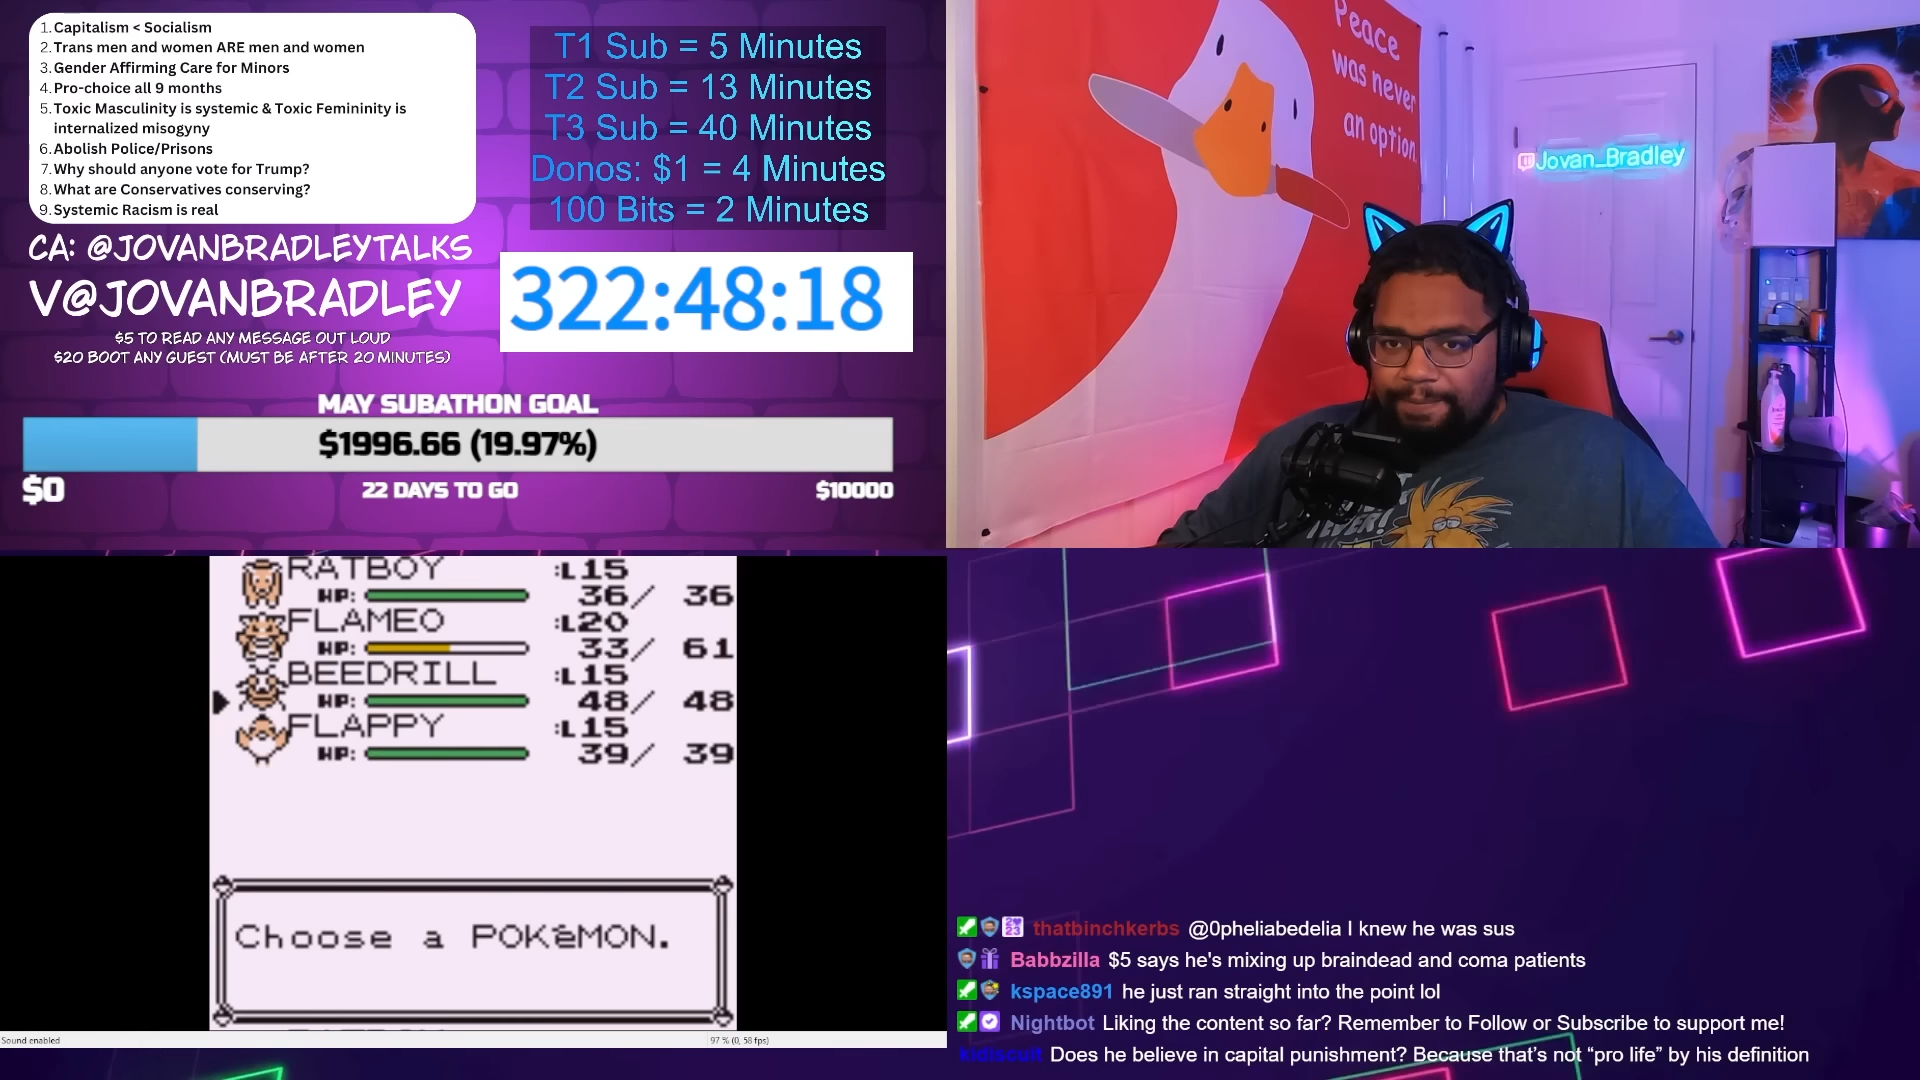 1. Capitalism < Socialism
2. Trans men and women ARE men and women
3. Gender Affirming Care for Minors
4. Pro-choice all 9 months
5. Toxic Masculinity is systemic & Toxic Femininity is
internalized misogyny
6. Abolish Police/Prisons
7. Why should anyone vote for Trump?
8. What are Conservatives conserving?
9. Systemic Racism is real
CA: @JOVANBRADLEYTALKS
V@JOVANBRADLEY
$5 TO READ ANY MESSAGE OUT LOUD
$20 BOOT ANY GUEST (MUST BE AFTER 20 MINUTES)
T1 Sub = 5 Minutes
T2 Sub = 13 Minutes
T3 Sub = 40 Minutes
Donos: $1 = 4 Minutes
100 Bits = 2 Minutes
322:48:18
MAY SUBATHON GOAL
$1996.66 (19.97%)
$0
22 DAYS TO GO
$10000
Peace
was never
an option.
Jovan_Bradley
RATBOY :L15
HP: 36/ 36
FLAMEO :L20
HP: 33/ 61
BEEDRILL :L15
HP: 48/ 48
FLAPPY :L15
HP: 39/ 39
Choose a POKéMON.
Sound enabled
97 % (0, 58 fps)
thatbinchkerbs @0pheliabedelia I knew he was sus
Babbzilla $5 says he's mixing up braindead and coma patients
kspace891 he just ran straight into the point lol
Nightbot Liking the content so far? Remember to Follow or Subscribe to support me!
kidiscuit Does he believe in capital punishment? Because that's not “pro life” by his definition